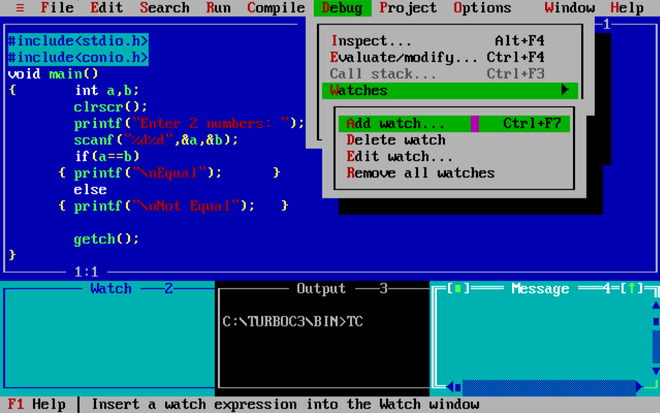 ≡ File Edit Search Run Compile Debug Project Options Window Help
1
Inspect... Alt+F4
Evaluate/modify... Ctrl+F4
Call stack... Ctrl+F3
Watches
Add watch... Ctrl+F7
Delete watch
Edit watch...
Remove all watches
#include<stdio.h>
#include<conio.h>
void main()
{ int a,b;
clrscr();
printf("Enter 2 numbers: ");
scanf("%d%d",&a,&b);
if(a==b)
{ printf("\nEqual"); }
else
{ printf("\nNot Equal"); }
getch();
}
1:1
Watch 2
Output 3
C:\TURBOC3\BIN>TC
Message 4=[↑]
F1 Help | Insert a watch expression into the Watch window